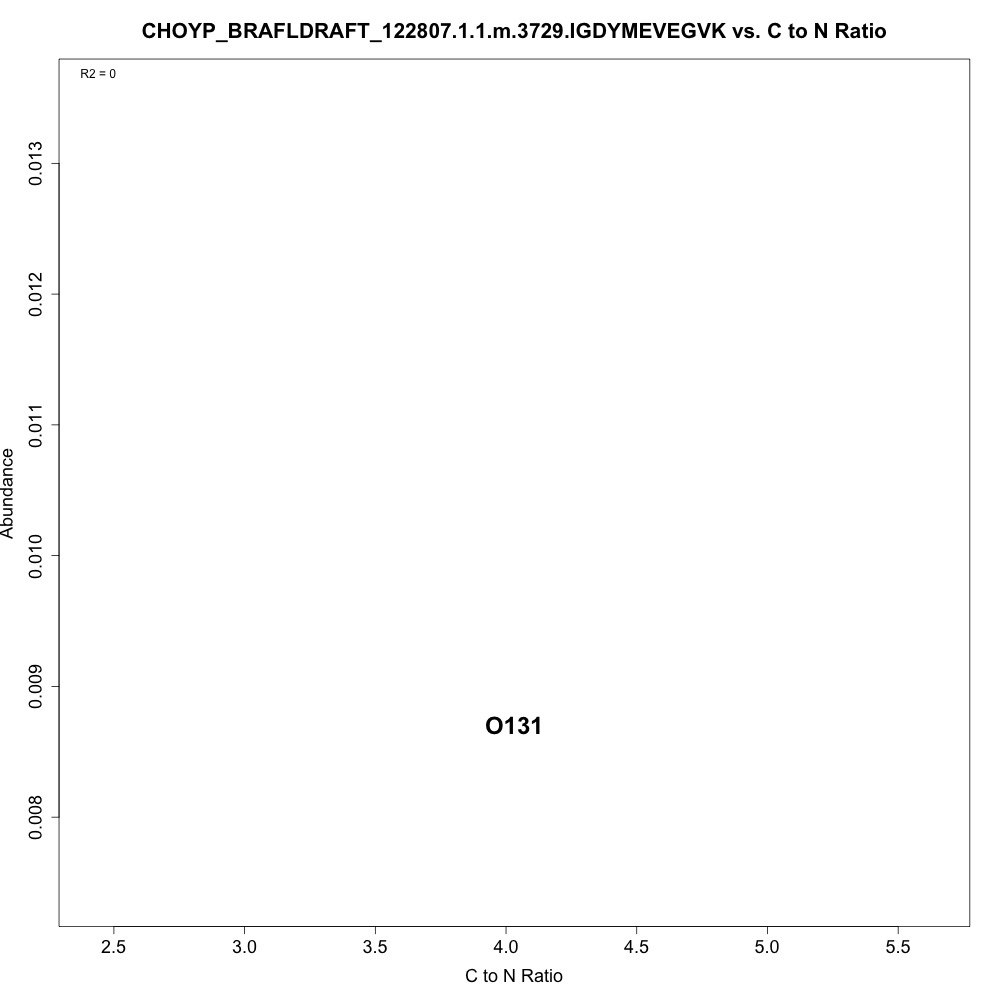 CHOYP_BRAFLDRAFT_122807.1.1.m.3729.IGDYMEVEGVK vs. C to N Ratio
R2 = 0
0.013
0.012
0.011
0.010
0.009
0.008
Abundance
O131
2.5 3.0 3.5 4.0 4.5 5.0 5.5
C to N Ratio